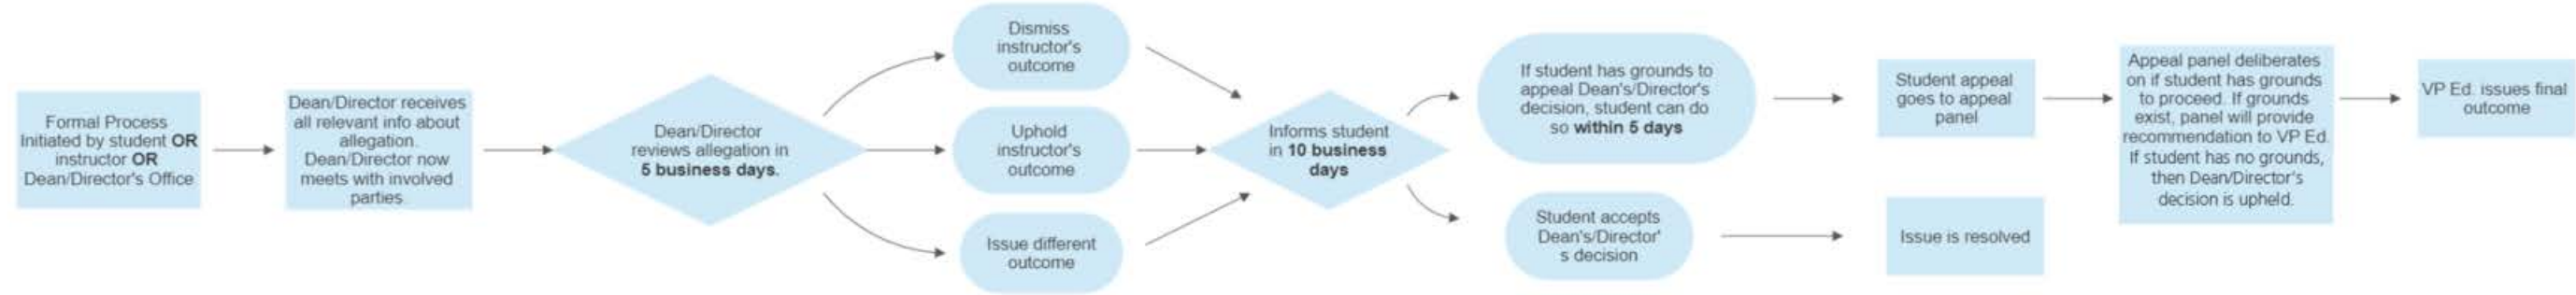 Formal Process
Initiated by student OR
instructor OR
Dean/Director's Office
Dean/Director receives
all relevant info about
allegation.
Dean/Director now
meets with involved
parties
Dean/Director
reviews allegation in
5 business days.
Dismiss
instructor's
outcome
Uphold
instructor's
outcome
Issue different
outcome
Informs student
in 10 business
days
If student has grounds to
appeal Dean's/Director's
decision, student can do
so within 5 days
Student accepts
Dean's/Director'
s decision
Student appeal
goes to appeal
panel
Issue is resolved
Appeal panel deliberates
on if student has grounds
to proceed. If grounds
exist, panel will provide
recommendation to VP Ed.
If student has no grounds,
then Dean/Director's
decision is upheld.
VP Ed. issues final
outcome